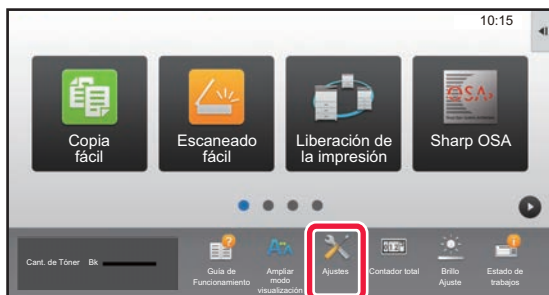 10:15
Copia
fácil
Escaneado
fácil
Liberación de
la impresión
Sharp OSA
Cant. de Tóner Bk
Guía de
Funcionamiento
Ampliar
modo
visualización
Ajustes
Contador total
Brillo
Ajuste
Estado de
trabajos